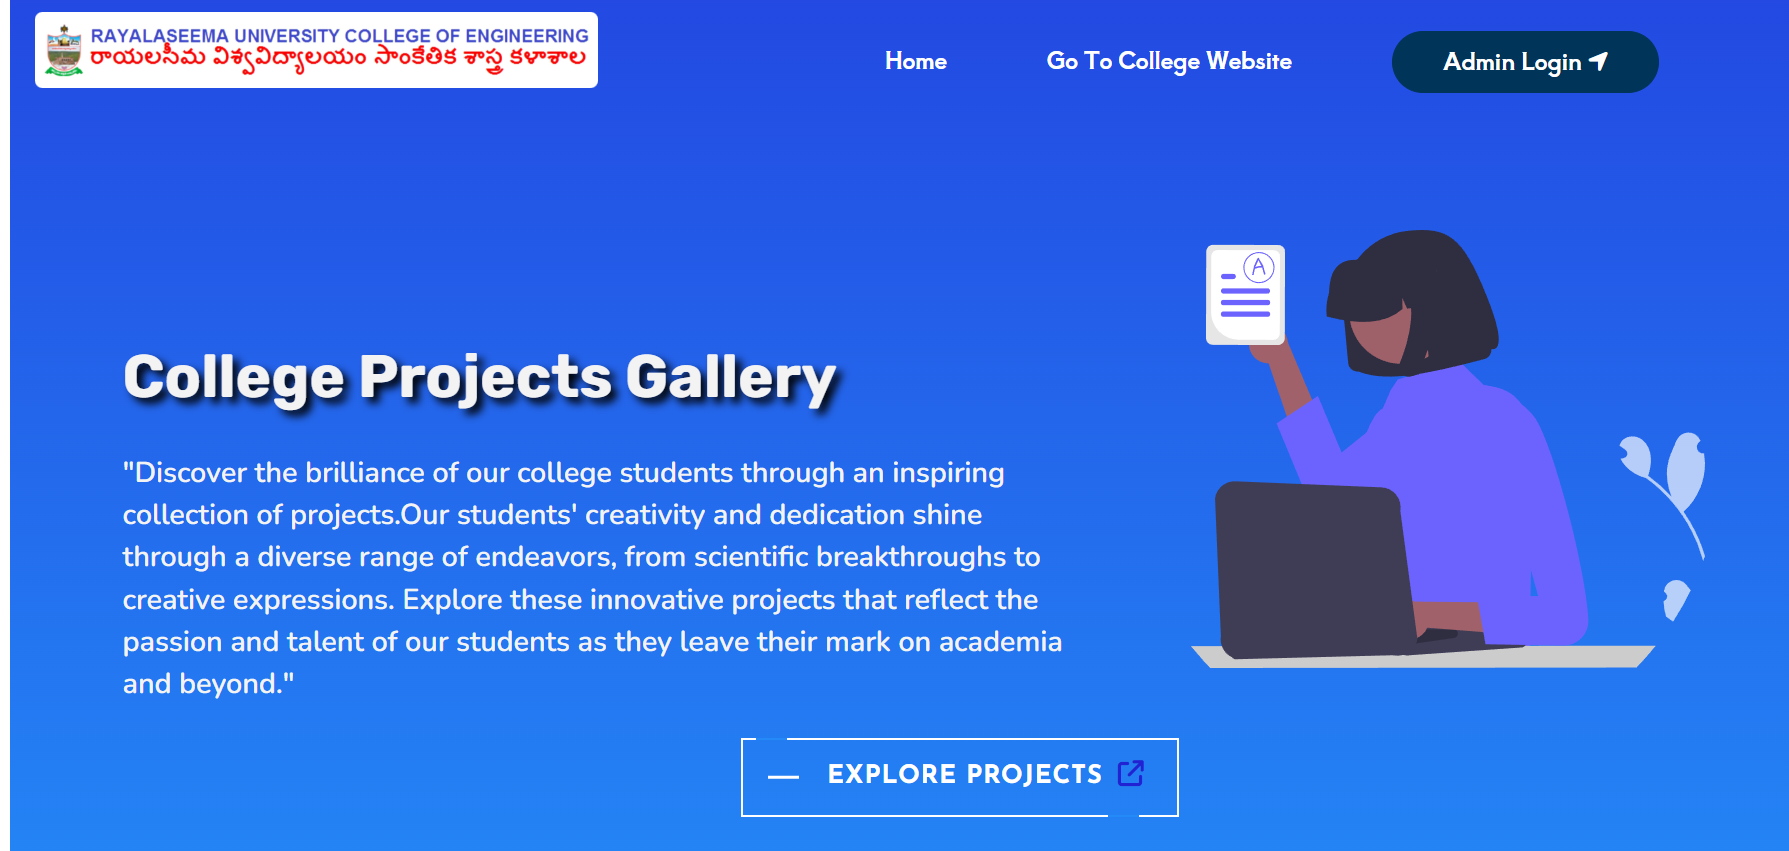 RAYALASEEMA UNIVERSITY COLLEGE OF ENGINEERING
రాయలసీమ విశ్వవిద్యాలయం సాంకేతిక శాస్త్ర కళాశాల
Home
Go To College Website
Admin Login
A
College Projects Gallery
"Discover the brilliance of our college students through an inspiring
collection of projects.Our students' creativity and dedication shine
through a diverse range of endeavors, from scientific breakthroughs to
creative expressions. Explore these innovative projects that reflect the
passion and talent of our students as they leave their mark on academia
and beyond."
EXPLORE PROJECTS